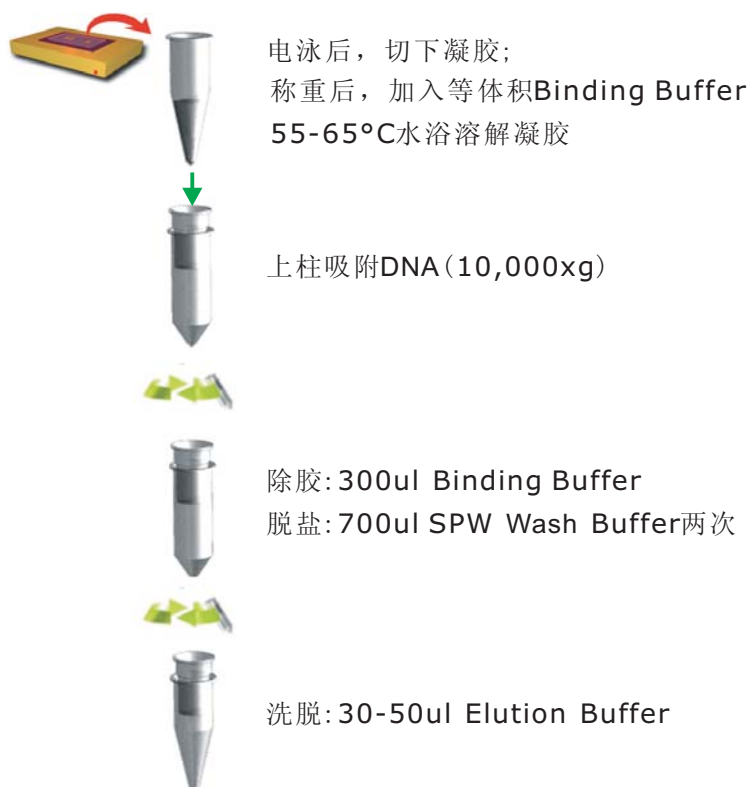 电泳后，切下凝胶;
称重后，加入等体积Binding Buffer
55-65°C水浴溶解凝胶
上柱吸附DNA（10,000xg）
除胶:300ul Binding Buffer
脱盐:700ul SPW Wash Buffer两次
洗脱:30-50ul Elution Buffer